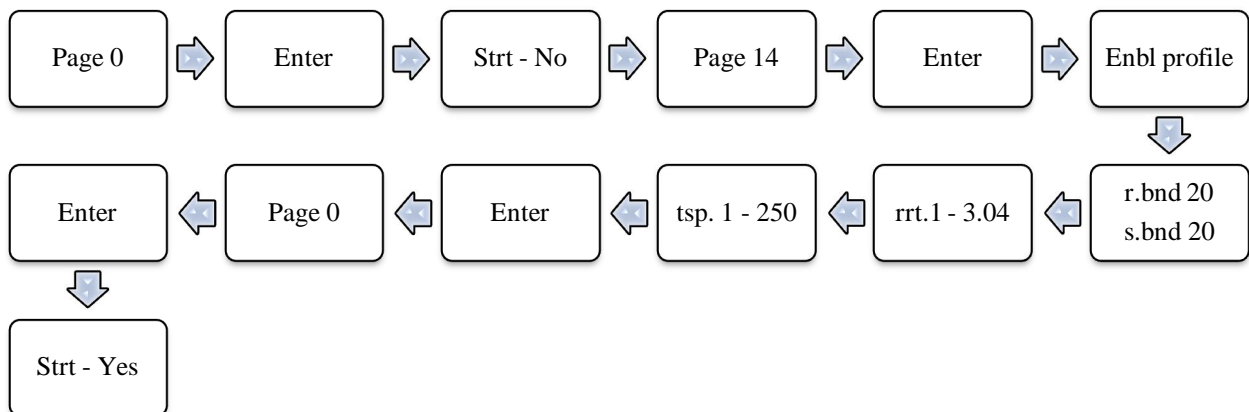 Page 0
Enter
Strt - No
Page 14
Enter
Enbl profile
r.bnd 20
s.bnd 20
rrt.1 - 3.04
tsp. 1 - 250
Enter
Page 0
Enter
Strt - Yes